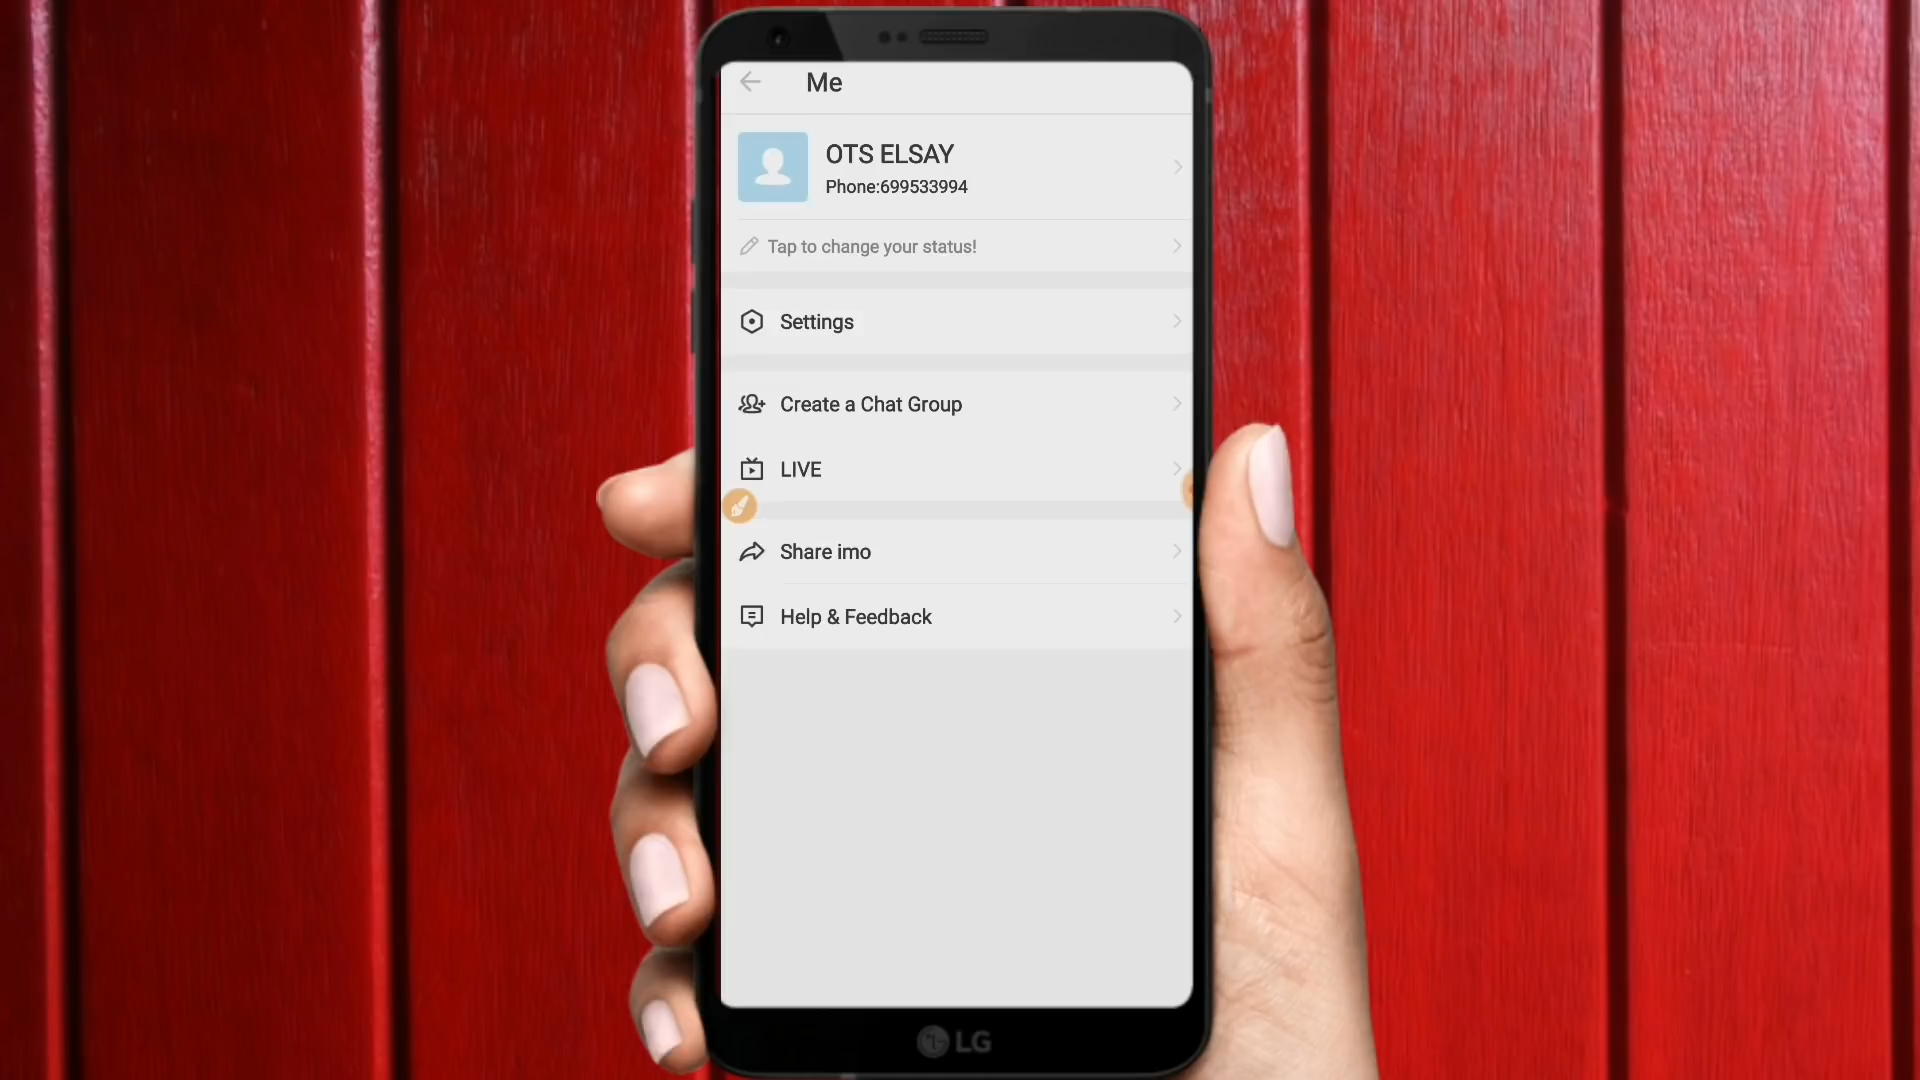 Me
OTS ELSAY
Phone:699533994
Tap to change your status!
Settings
Create a Chat Group
LIVE
Share imo
Help & Feedback
LG